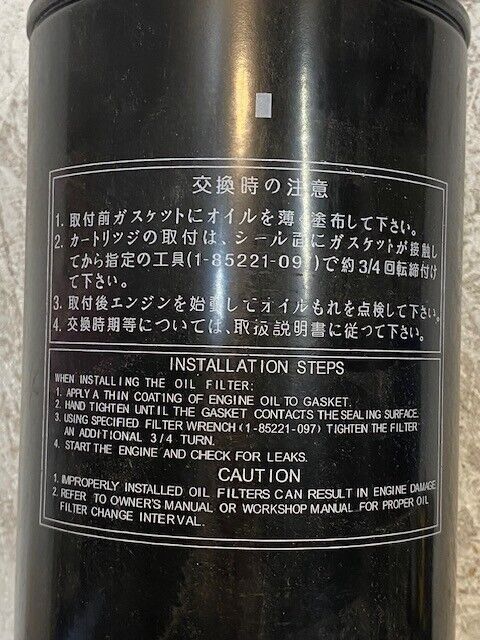 交換時の注意
1. 取付前ガスケットにオイルを薄く塗布して下さい。
2. カートリッジの取付は、シール面にガスケットが接触し
てから指定の工具(1-85221-097)で約3/4回転締付け
て下さい。
3. 取付後エンジンを始動してオイルもれを点検して下さい。
4. 交換時期等については、取扱説明書に従って下さい。
INSTALLATION STEPS
WHEN INSTALLING THE OIL FILTER:
1. APPLY A THIN COATING OF ENGINE OIL TO GASKET.
2. HAND TIGHTEN UNTIL THE GASKET CONTACTS THE SEALING SURFACE.
3. USING SPECIFIED FILTER WRENCH (1-85221-097) TIGHTEN THE FILTER
AN ADDITIONAL 3/4 TURN.
4. START THE ENGINE AND CHECK FOR LEAKS.
CAUTION
1. IMPROPERLY INSTALLED OIL FILTERS CAN RESULT IN ENGINE DAMAGE
2. REFER TO OWNER'S MANUAL OR WORKSHOP MANUAL FOR PROPER OIL
FILTER CHANGE INTERVAL.